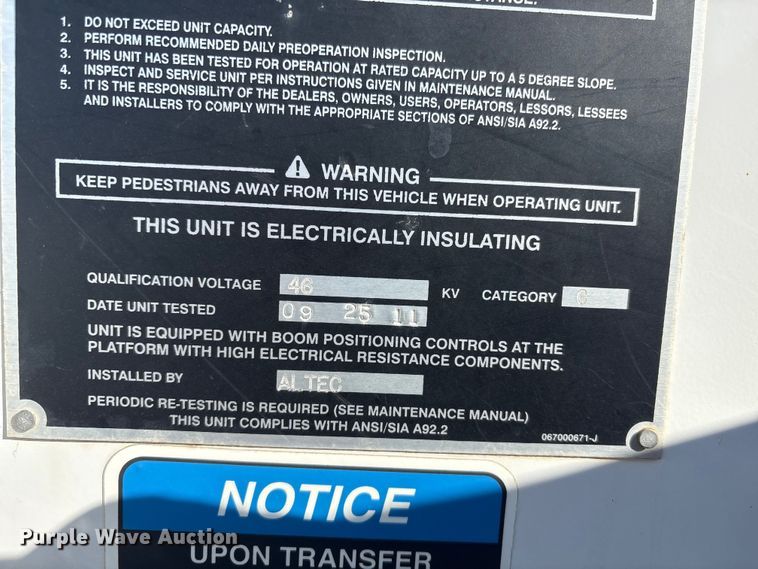 1. DO NOT EXCEED UNIT CAPACITY.
2. PERFORM RECOMMENDED DAILY PREOPERATION INSPECTION.
3. THIS UNIT HAS BEEN TESTED FOR OPERATION AT RATED CAPACITY UP TO A 5 DEGREE SLOPE.
4. INSPECT AND SERVICE UNIT PER INSTRUCTIONS GIVEN IN MAINTENANCE MANUAL.
5. IT IS THE RESPONSIBILITY OF THE DEALERS, OWNERS, USERS, OPERATORS, LESSORS, LESSEES
AND INSTALLERS TO COMPLY WITH THE APPROPRIATE SECTIONS OF ANSI/SIA A92.2.
WARNING
KEEP PEDESTRIANS AWAY FROM THIS VEHICLE WHEN OPERATING UNIT.
THIS UNIT IS ELECTRICALLY INSULATING
QUALIFICATION VOLTAGE 46 KV CATEGORY C
DATE UNIT TESTED 09 25 11
UNIT IS EQUIPPED WITH BOOM POSITIONING CONTROLS AT THE
PLATFORM WITH HIGH ELECTRICAL RESISTANCE COMPONENTS.
INSTALLED BY ALTEC
PERIODIC RE-TESTING IS REQUIRED (SEE MAINTENANCE MANUAL)
THIS UNIT COMPLIES WITH ANSI/SIA A92.2
067000671-J
NOTICE
UPON TRANSFER
Purple Wave Auction